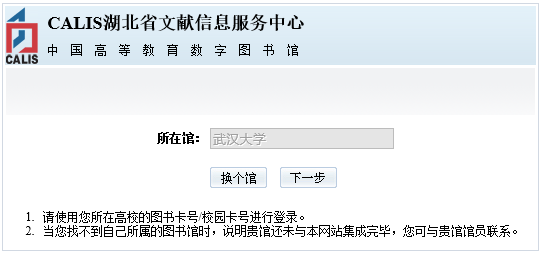 CALIS湖北省文献信息服务中心
中国高等教育数字图书馆
CALIS
所在馆： 武汉大学
换个馆 下一步
1. 请使用您所在高校的图书卡号/校园卡号进行登录。
2. 当您找不到自己所属的图书馆时，说明贵馆还未与本网站集成完毕，您可与贵馆馆员联系。